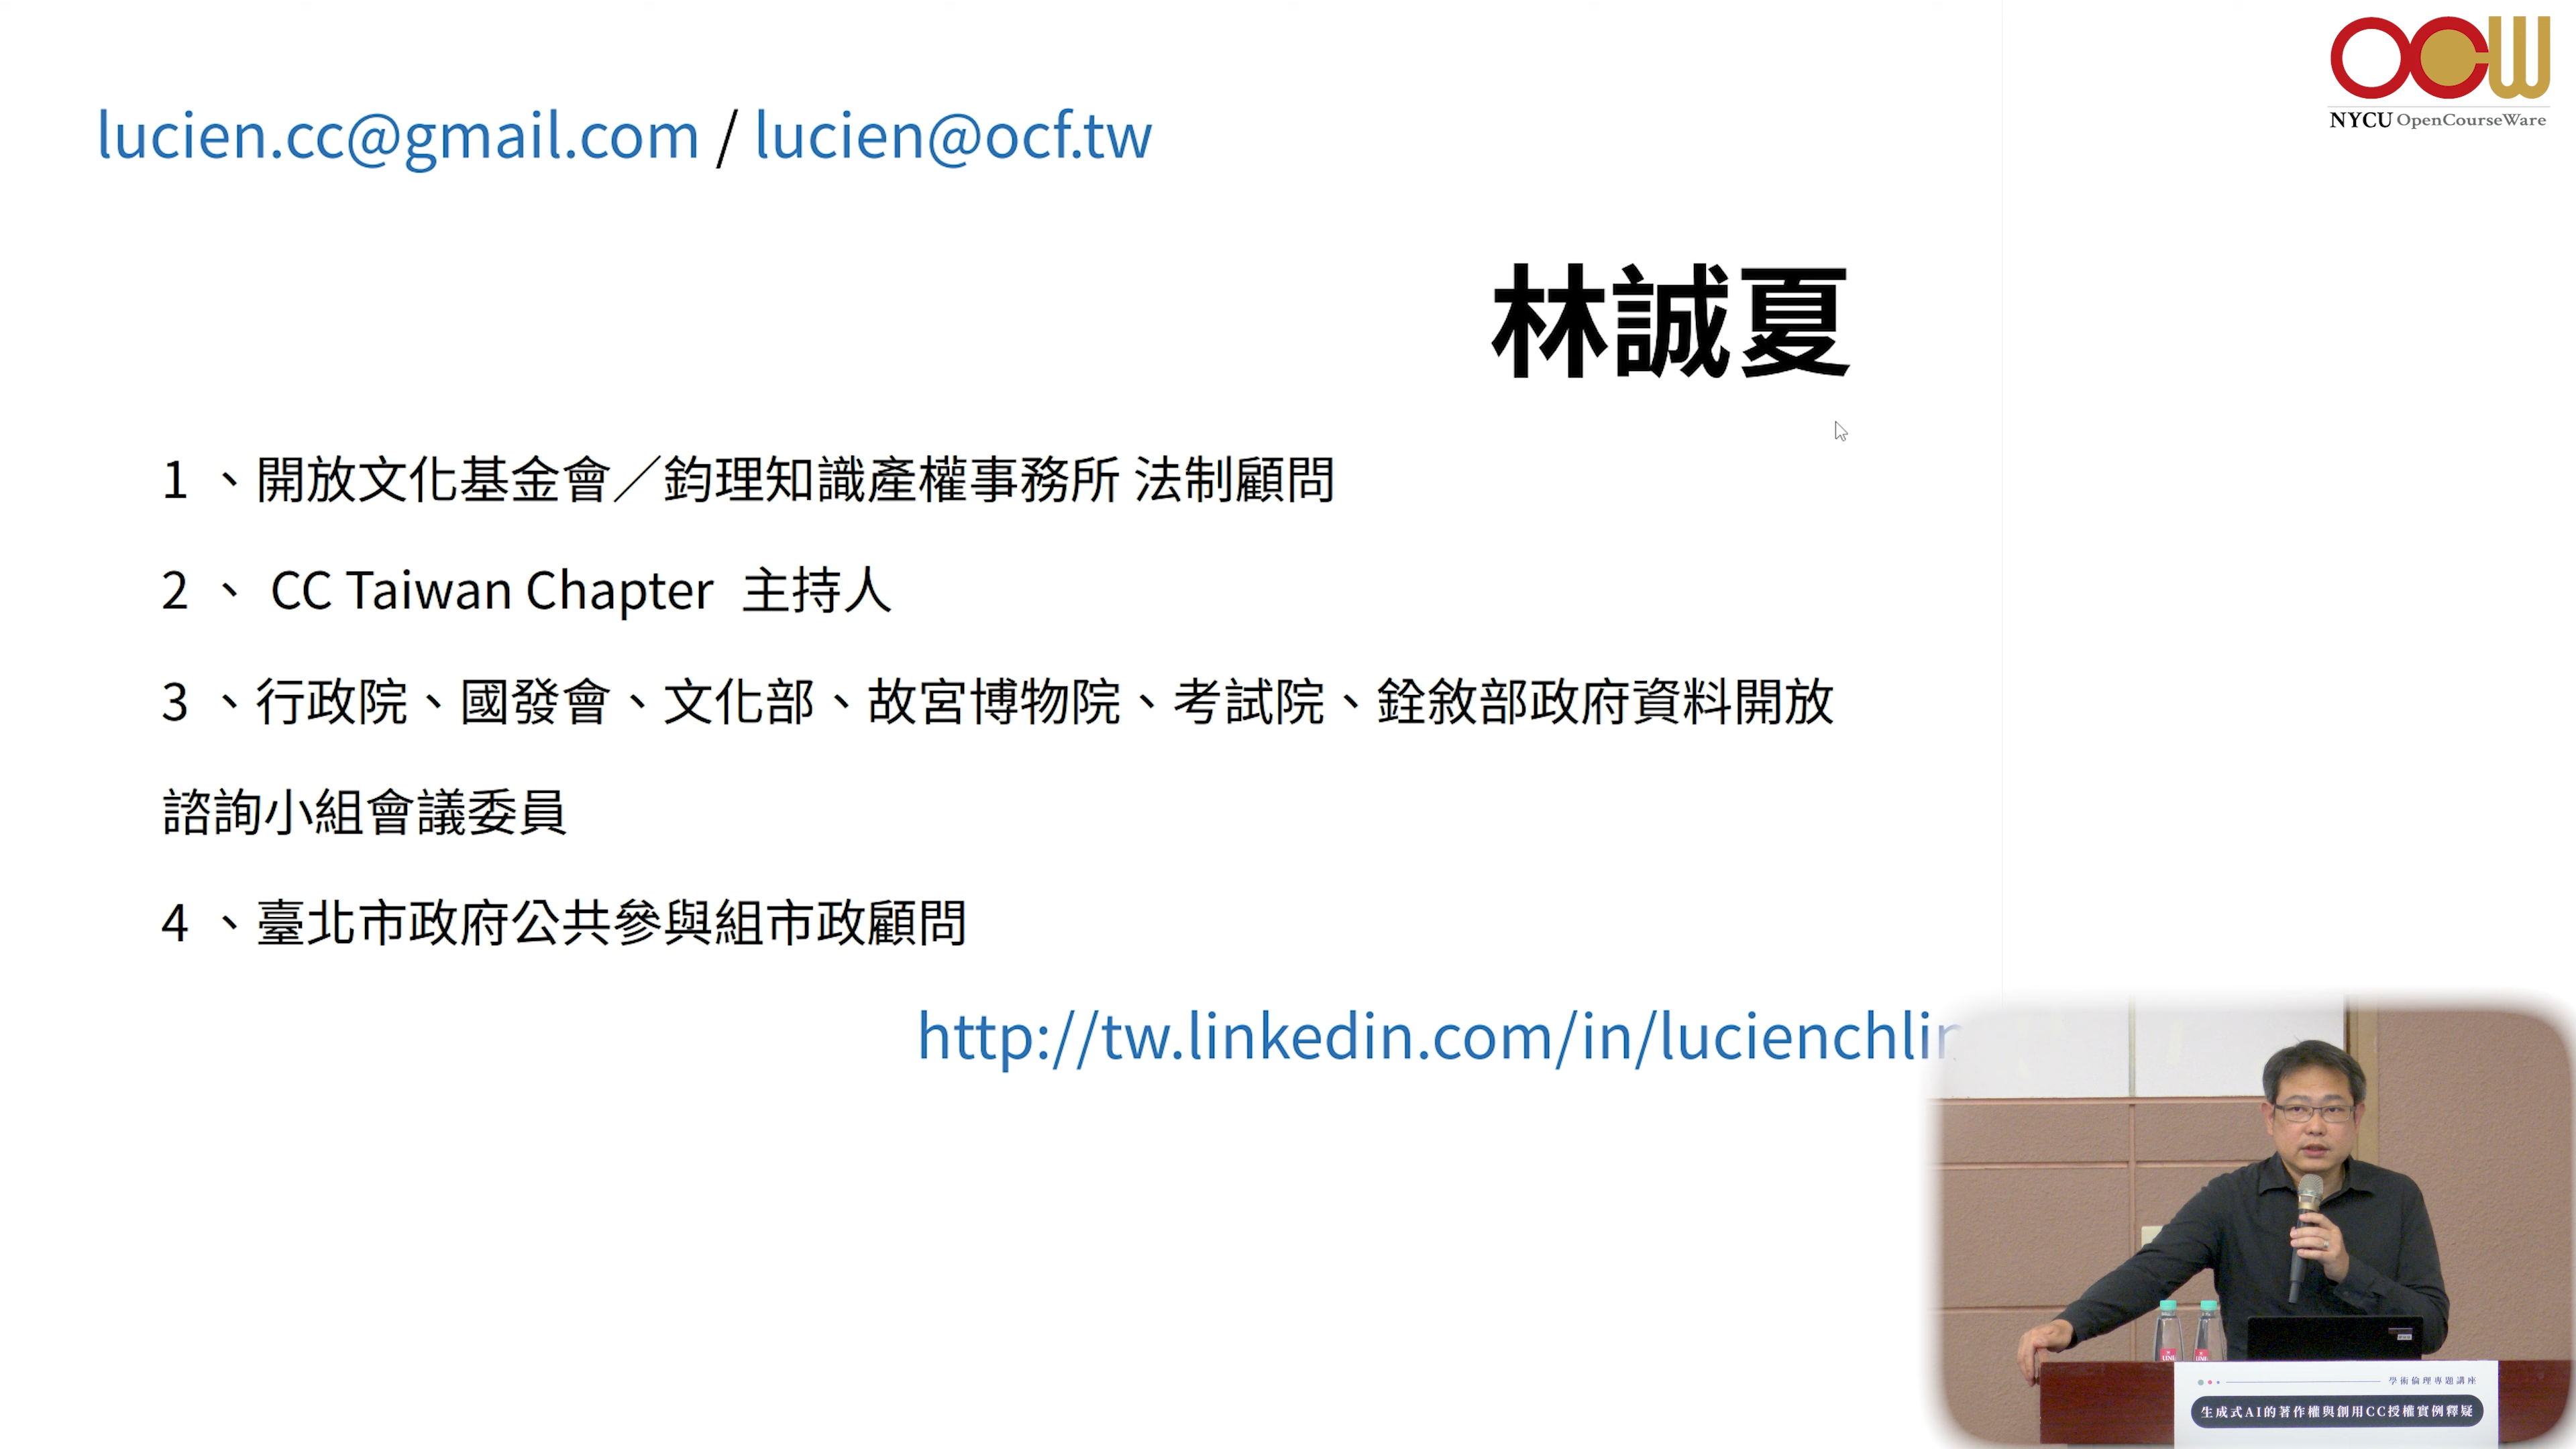 OCW
NYCU OpenCourseWare
lucien.cc@gmail.com / lucien@ocf.tw
林誠夏
1 、開放文化基金會／鈞理知識產權事務所 法制顧問
2 、 CC Taiwan Chapter 主持人
3 、行政院、國發會、文化部、故宮博物院、考試院、銓敘部政府資料開放
諮詢小組會議委員
4 、臺北市政府公共參與組市政顧問
http://tw.linkedin.com/in/lucienchlin
學術倫理專題講座
生成式AI的著作權與創用CC授權實例釋疑